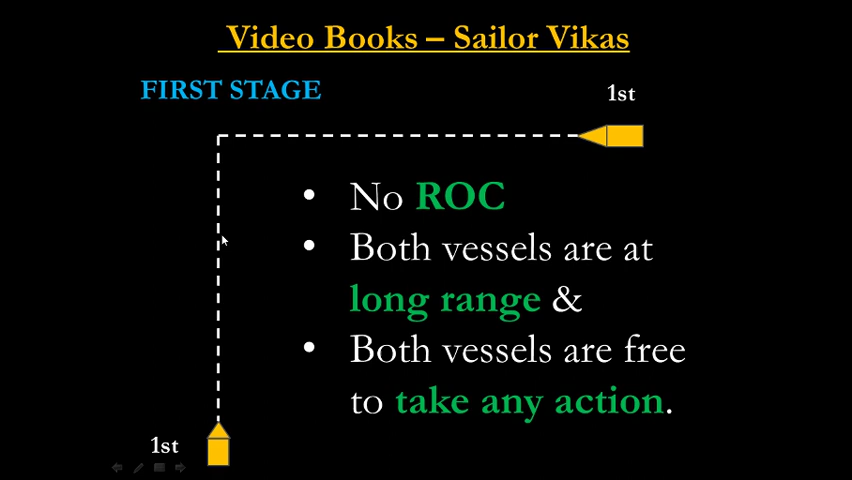 Video Books – Sailor Vikas
FIRST STAGE
1st
• No ROC
• Both vessels are at
long range &
• Both vessels are free
to take any action.
1st